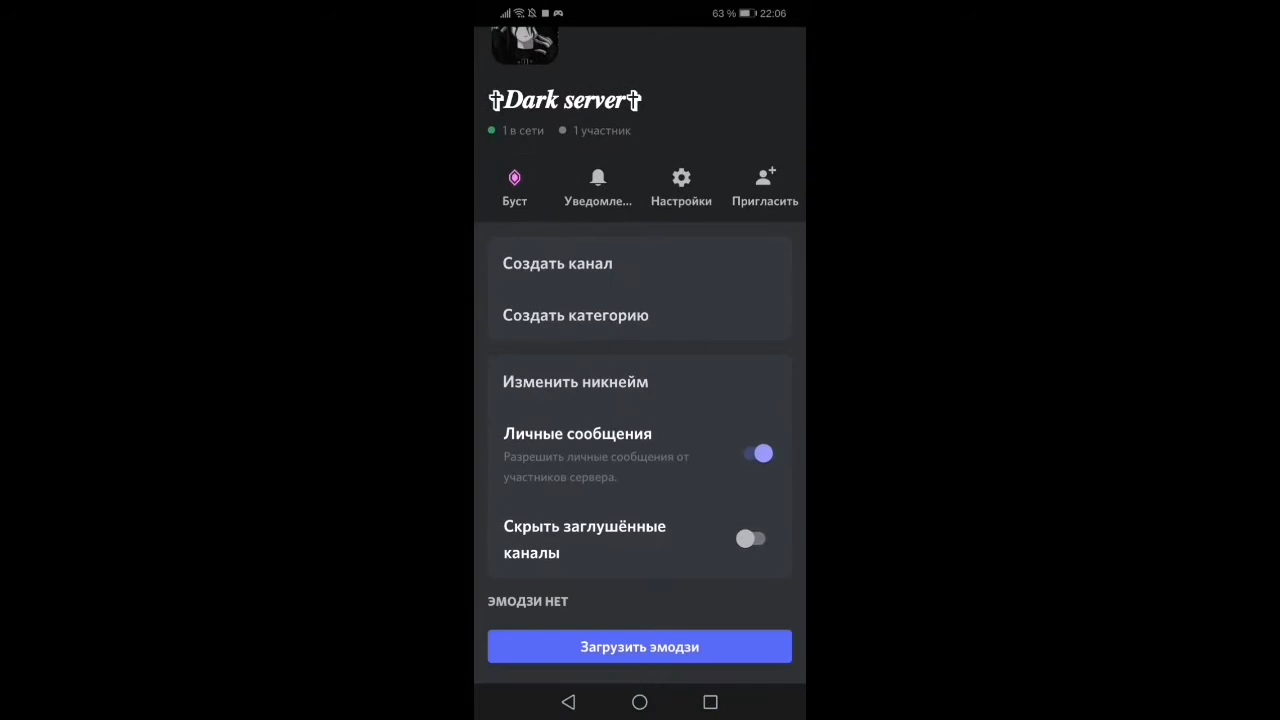 63 % 22:06
✞Dark server✞
1 в сети 1 участник
Буст Уведомле... Настройки Пригласить
Создать канал
Создать категорию
Изменить никнейм
Личные сообщения
Разрешить личные сообщения от
участников сервера.
Скрыть заглушённые
каналы
ЭМОДЗИ НЕТ
Загрузить эмодзи